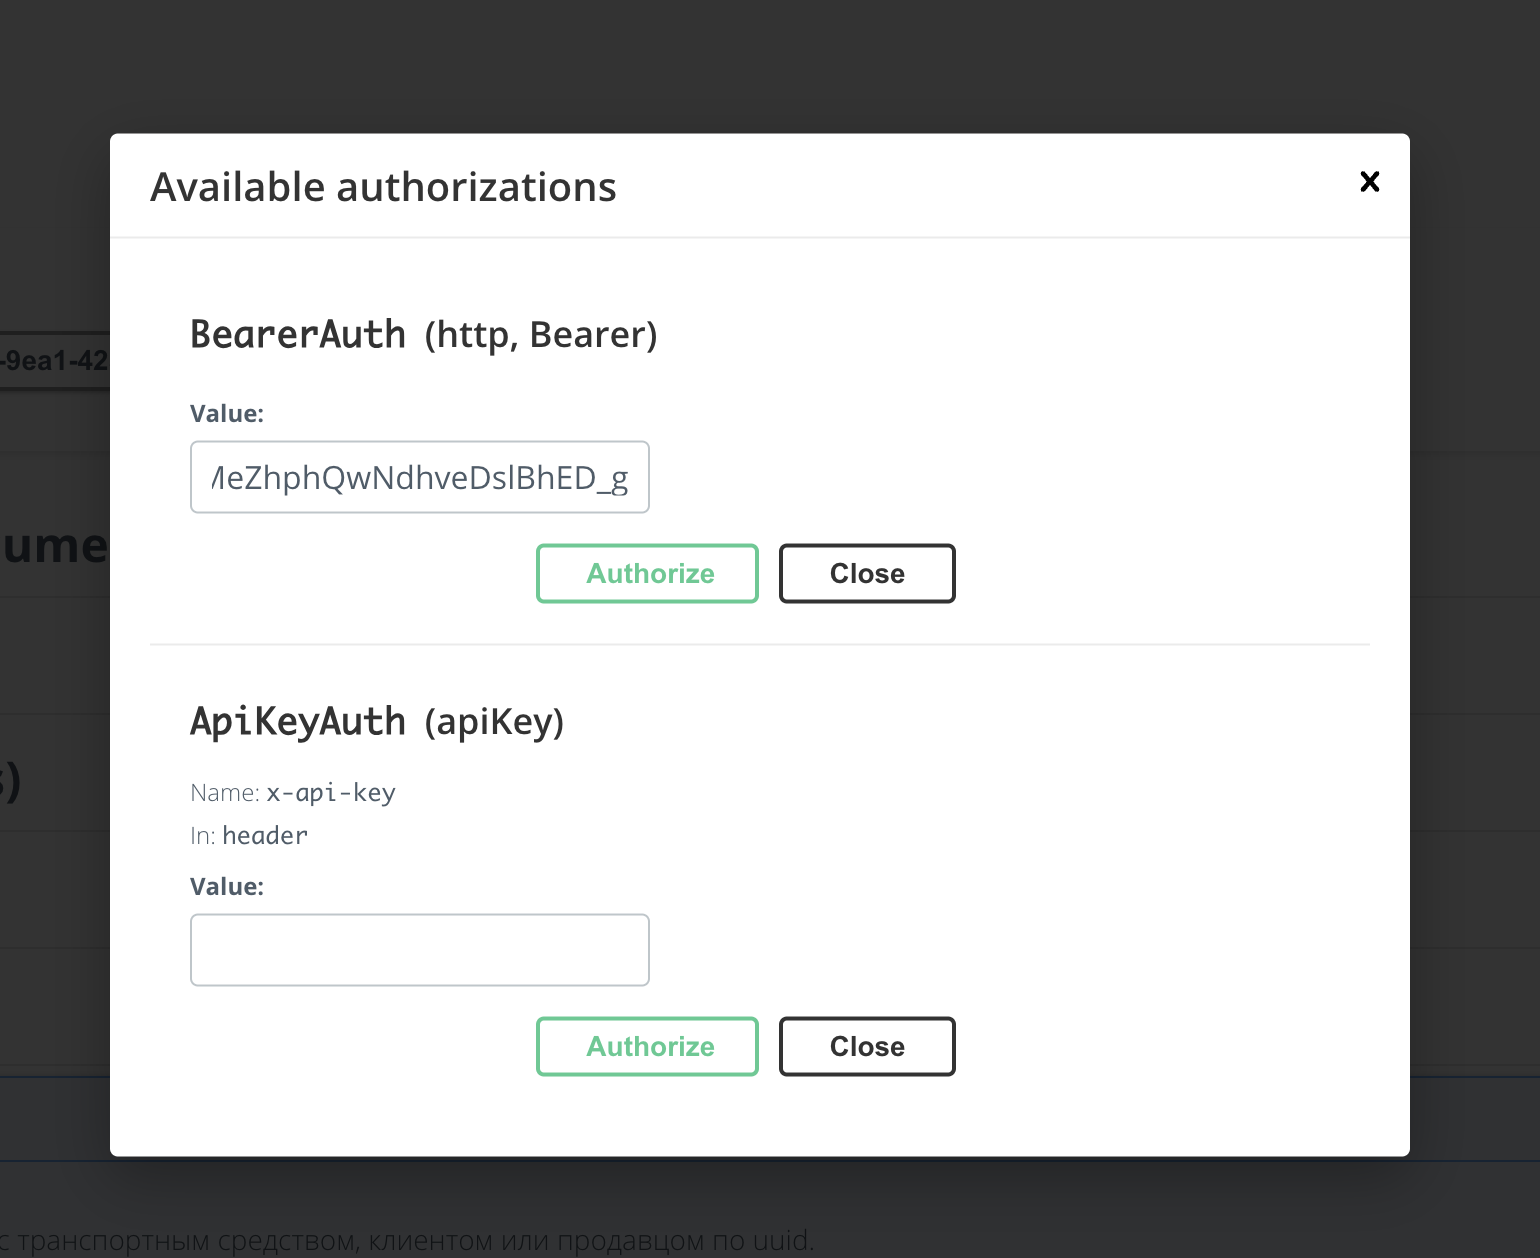 Available authorizations
x
-9ea1-42
BearerAuth (http, Bearer)
Value:
MeZhphQwNdhveDslBhED_g
ume
Authorize
Close
ApiKeyAuth (apiKey)
s)
Name: x-api-key
In: header
Value:
Authorize
Close
с транспортным средством, клиентом или продавцом по uuid.